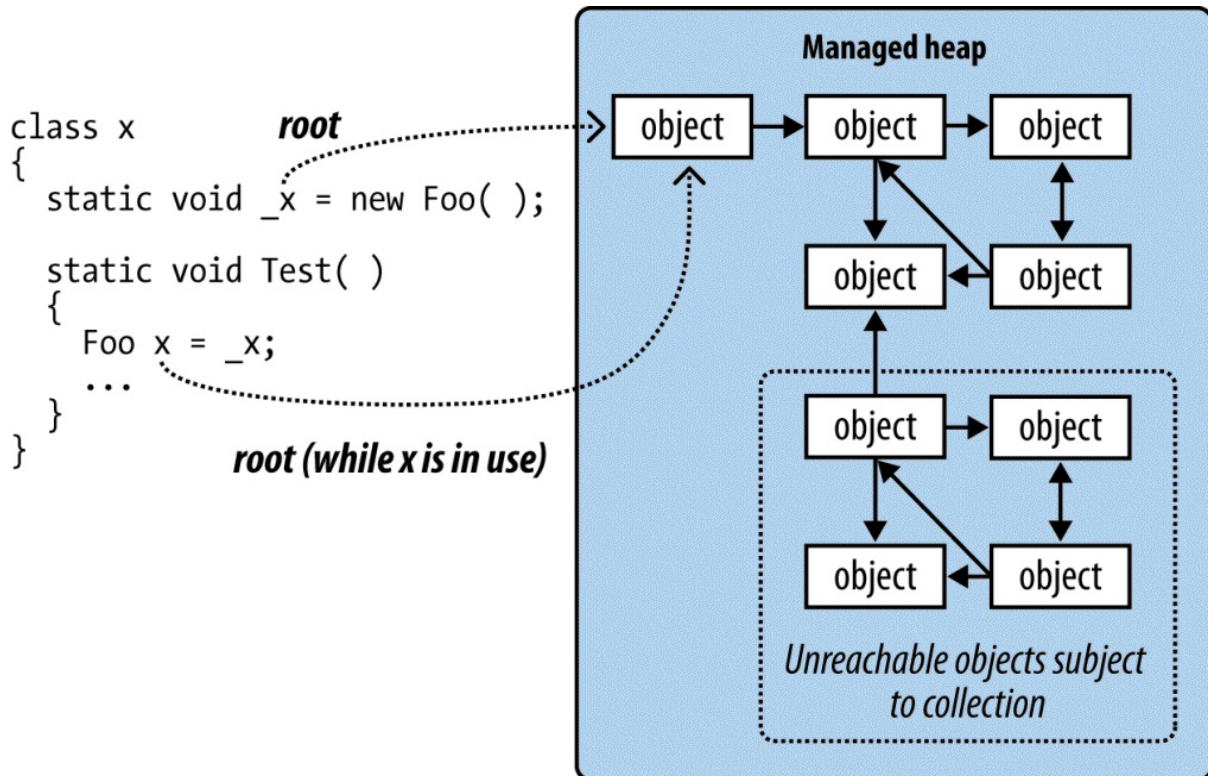 class x
{
  static void _x = new Foo( );

  static void Test( )
  {
    Foo x = _x;
    ...
  }
}
root
root (while x is in use)
Managed heap
object
object
object
object
object
object
object
object
object
Unreachable objects subject
to collection